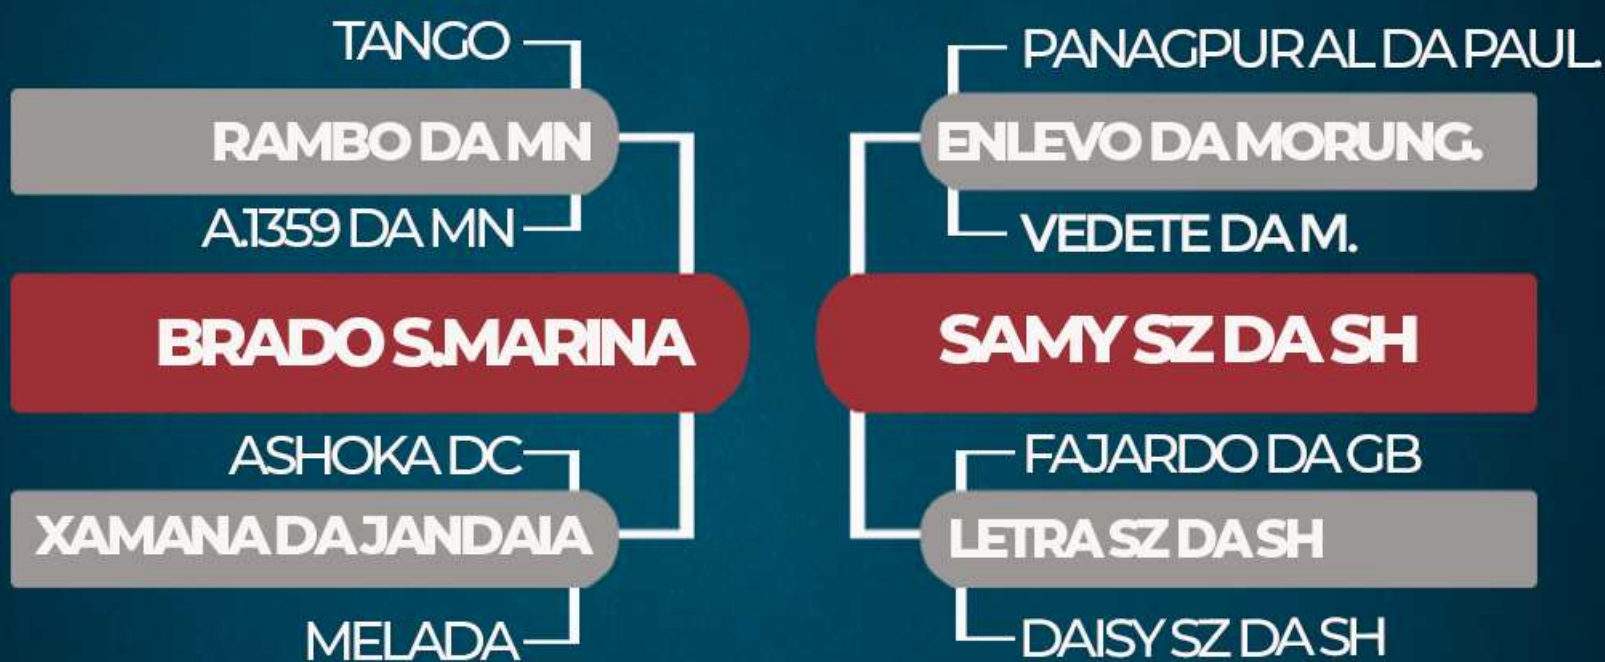 TANGO
RAMBO DA MN
A.1359 DA MN
BRADO S.MARINA
ASHOKA DC
XAMANA DA JANDAIA
MELADA
PANAGPUR AL DA PAUL.
ENLEVO DA MORUNG.
VEDETE DA M.
SAMY SZ DA SH
FAJARDO DA GB
LETRA SZ DA SH
DAISY SZ DA SH